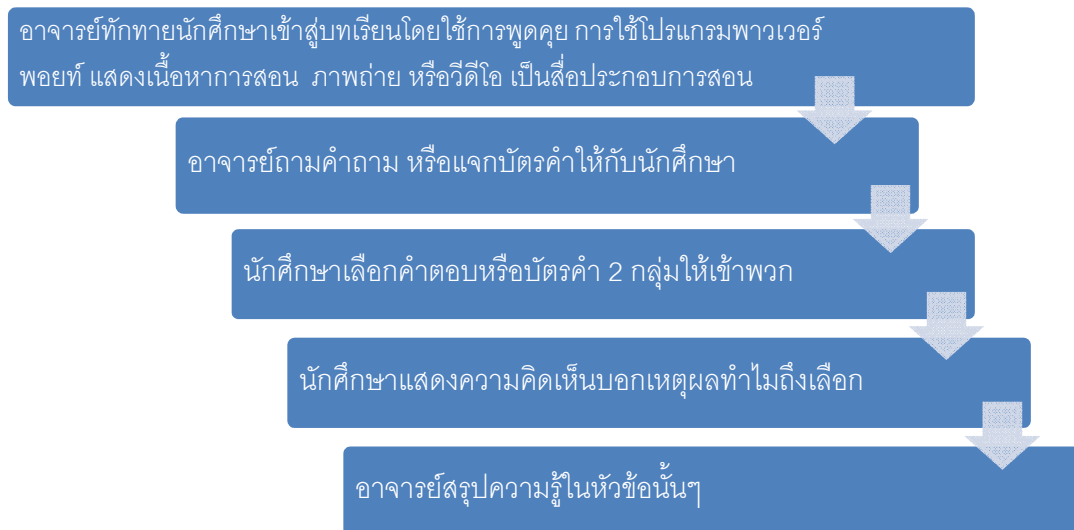 อาจารย์ทักทายนักศึกษาเข้าสู่บทเรียนโดยใช้การพูดคุย การใช้โปรแกรมพาวเวอร์
พอยท์ แสดงเนื้อหาการสอน ภาพถ่าย หรือวีดีโอ เป็นสื่อประกอบการสอน
อาจารย์ถามคำถาม หรือแจกบัตรคำให้กับนักศึกษา
นักศึกษาเลือกคำตอบหรือบัตรคำ 2 กลุ่มให้เข้าพวก
นักศึกษาแสดงความคิดเห็นบอกเหตุผลทำไมถึงเลือก
อาจารย์สรุปความรู้ในหัวข้อนั้นๆ